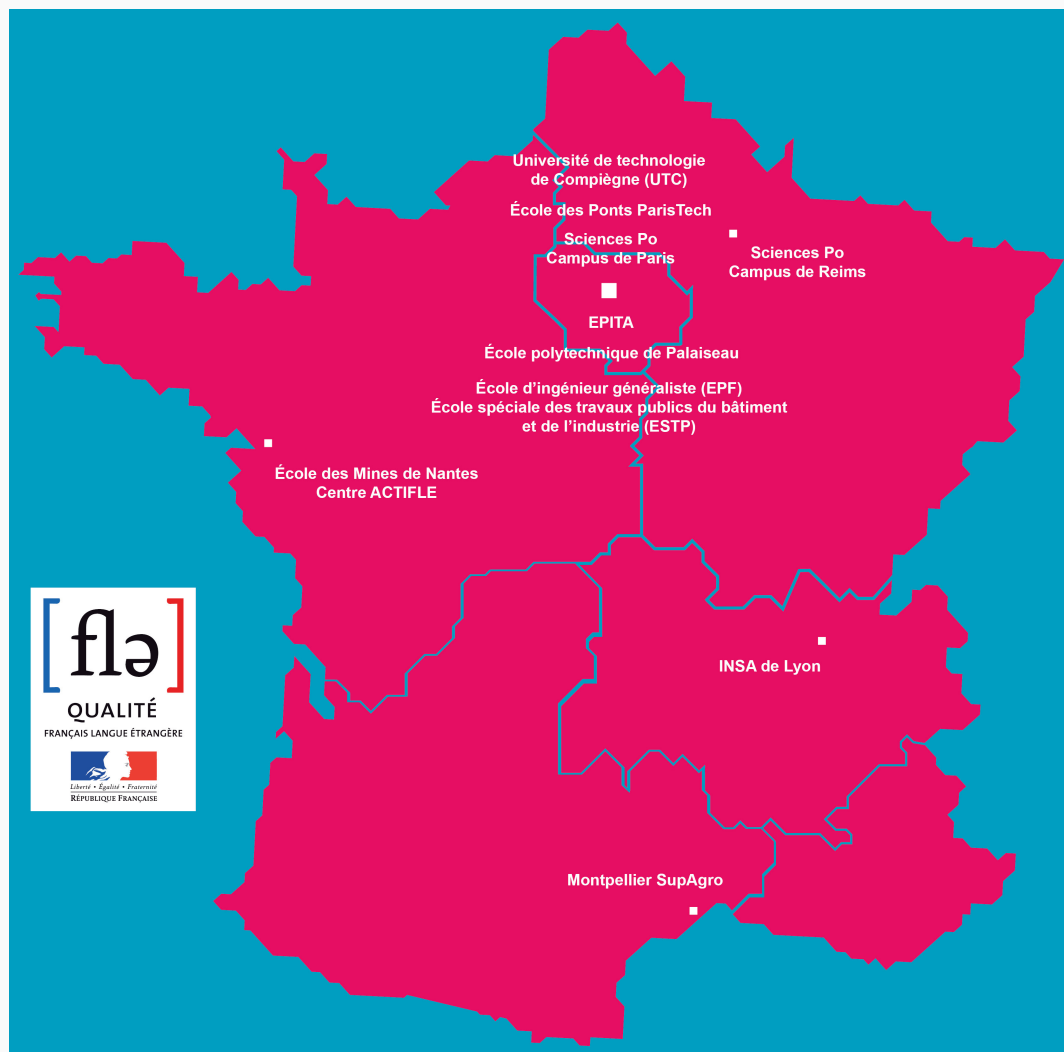 Université de technologie
de Compiègne (UTC)
École des Ponts ParisTech
Sciences Po
Campus de Paris
Sciences Po
Campus de Reims
EPITA
École polytechnique de Palaiseau
École d’ingénieur généraliste (EPF)
École spéciale des travaux publics du bâtiment
et de l’industrie (ESTP)
École des Mines de Nantes
Centre ACTIFLE
INSA de Lyon
[flə]
QUALITÉ
FRANÇAIS LANGUE ÉTRANGÈRE
Liberté • Égalité • Fraternité
RÉPUBLIQUE FRANÇAISE
Montpellier SupAgro